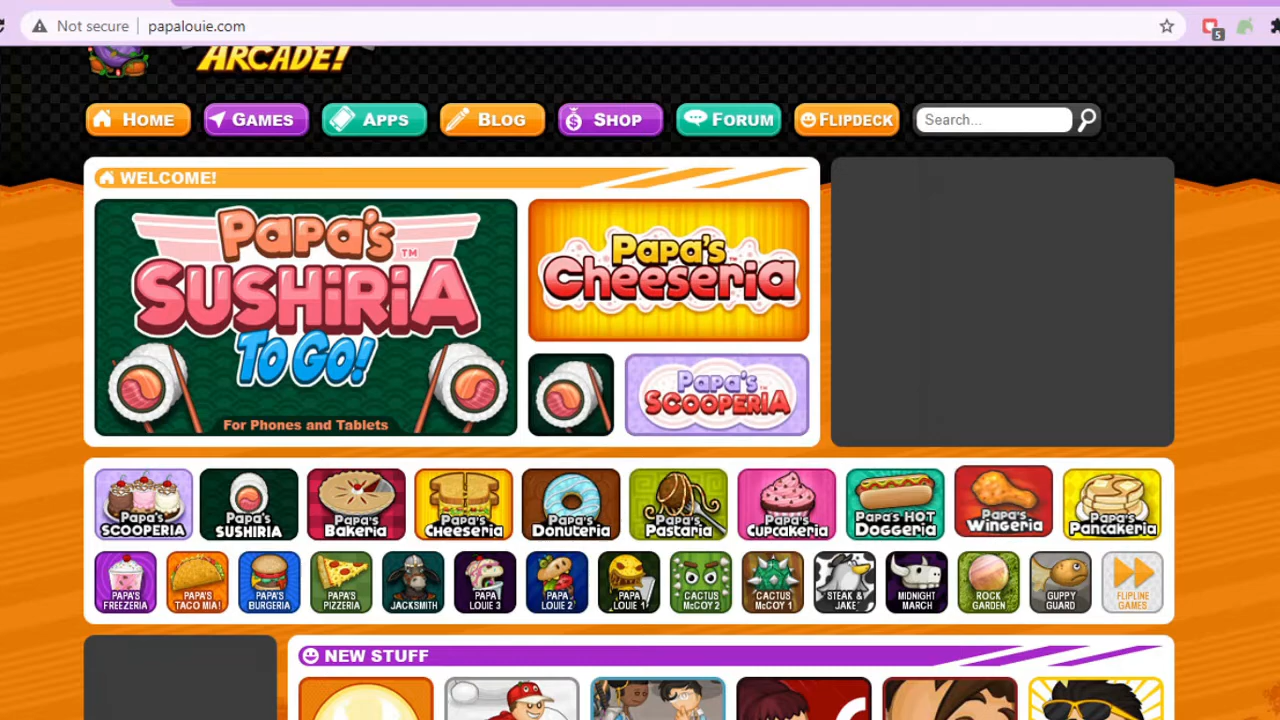 Not secure papalouie.com
5
ARCADE!
HOME GAMES APPS BLOG SHOP FORUM FLIPDECK Search...
WELCOME!
PAPA'S
SUSHIRIA
TO GO!
TM
For Phones and Tablets
PAPA'S
CHEESERIA
PAPA'S
SCOOPERIA
PAPA'S
SCOOPERIA
PAPA'S
SUSHIRIA
PAPA'S
BAKERIA
PAPA'S
CHEESERIA
PAPA'S
DONUTERIA
PAPA'S
PASTARIA
PAPA'S
CUPCAKERIA
PAPA'S HOT
DOGGERIA
PAPA'S
WINGERIA
PAPA'S
PANCAKERIA
PAPA'S
FREEZERIA
PAPA'S
TACO MIA!
PAPA'S
BURGERIA
PAPA'S
PIZZERIA
JACKSMITH
PAPA
LOUIE 3
PAPA
LOUIE 2
PAPA
LOUIE 1
CACTUS
McCOY 2
CACTUS
McCOY 1
STEAK &
JAKE
MIDNIGHT
MARCH
ROCK
GARDEN
GUPPY
GUARD
FLIPLINE
GAMES
NEW STUFF